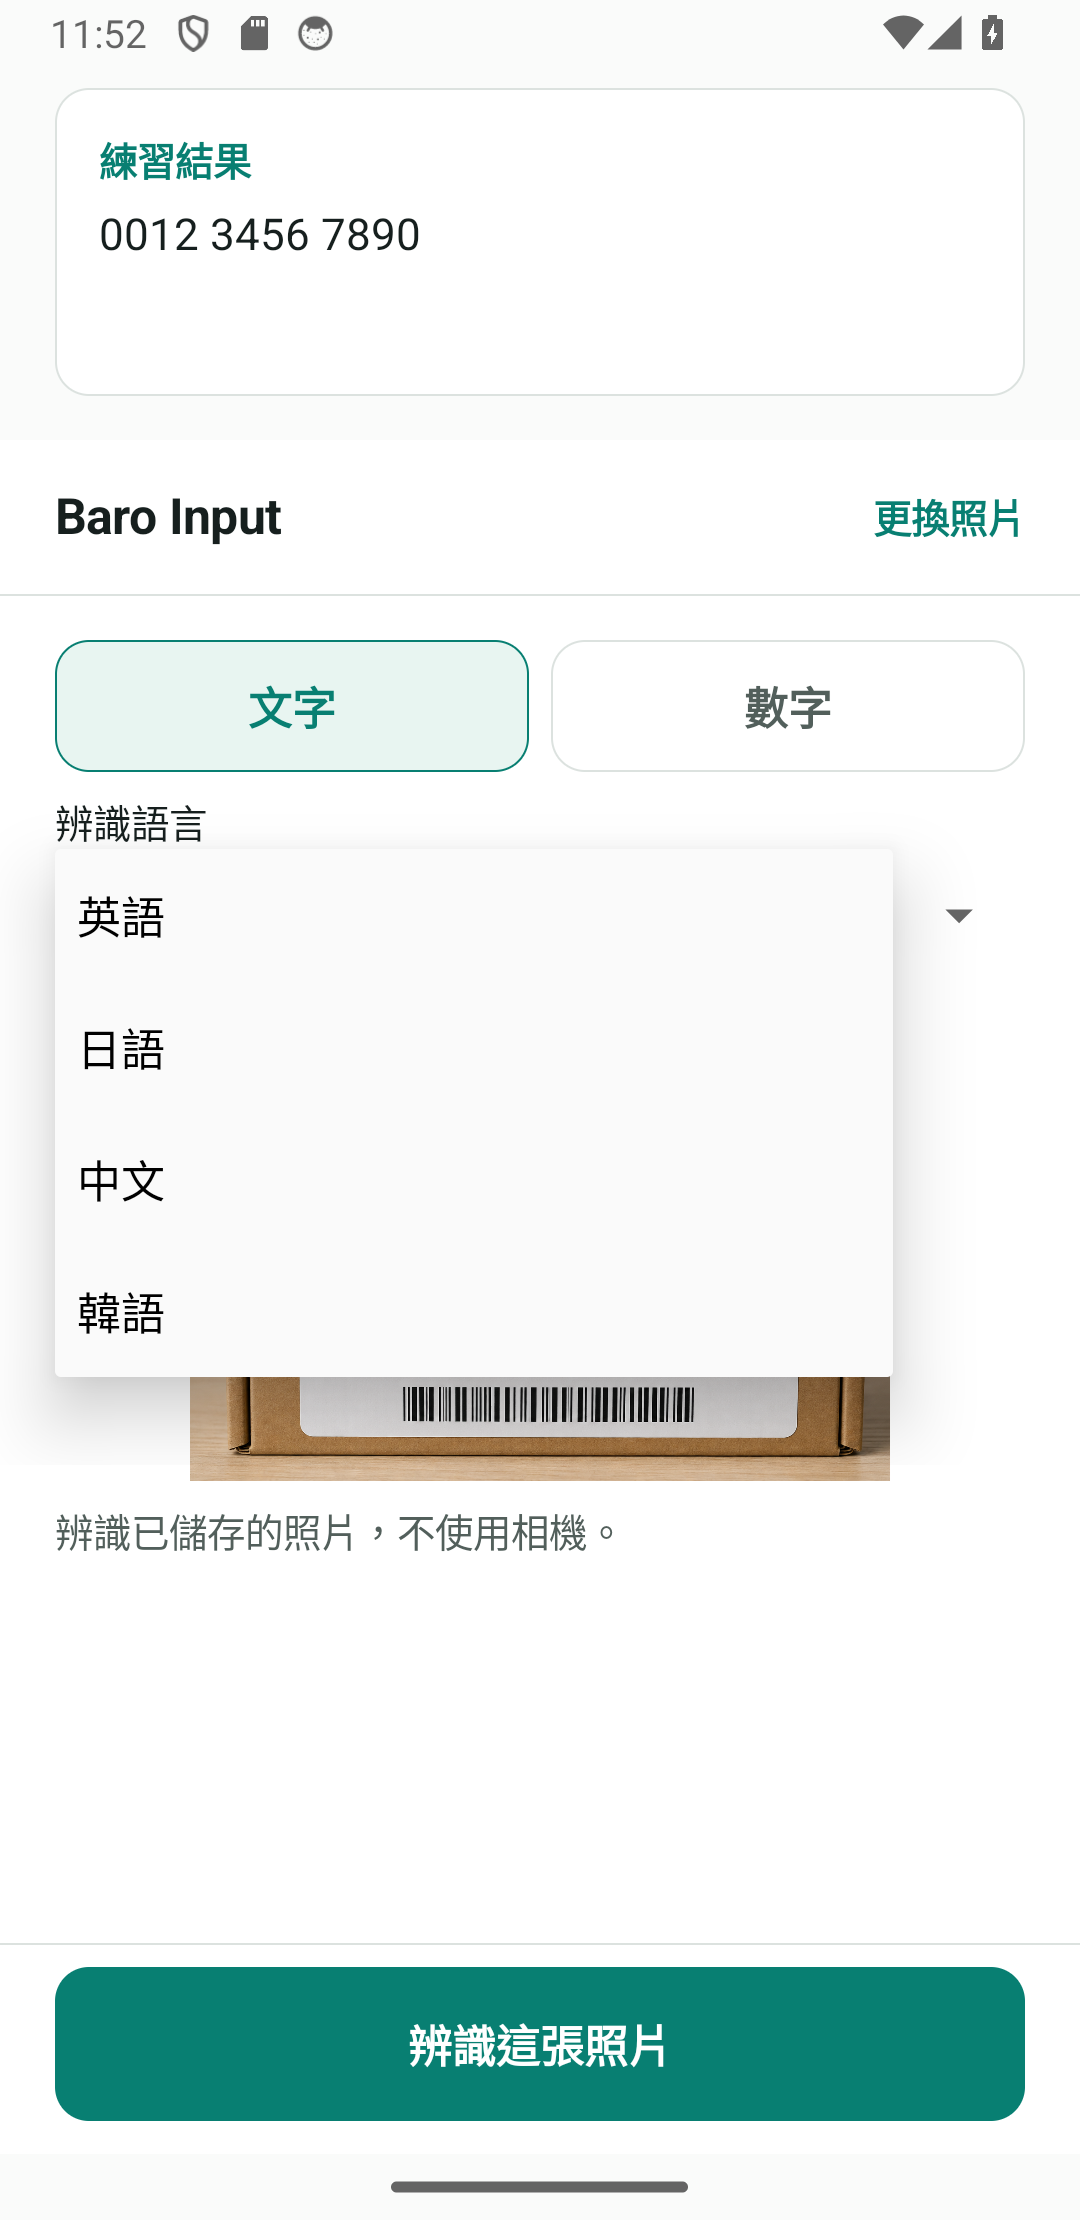 11:52
練習結果
0012 3456 7890
Baro Input
更換照片
文字
數字
辨識語言
英語
日語
中文
韓語
辨識已儲存的照片，不使用相機。
辨識這張照片